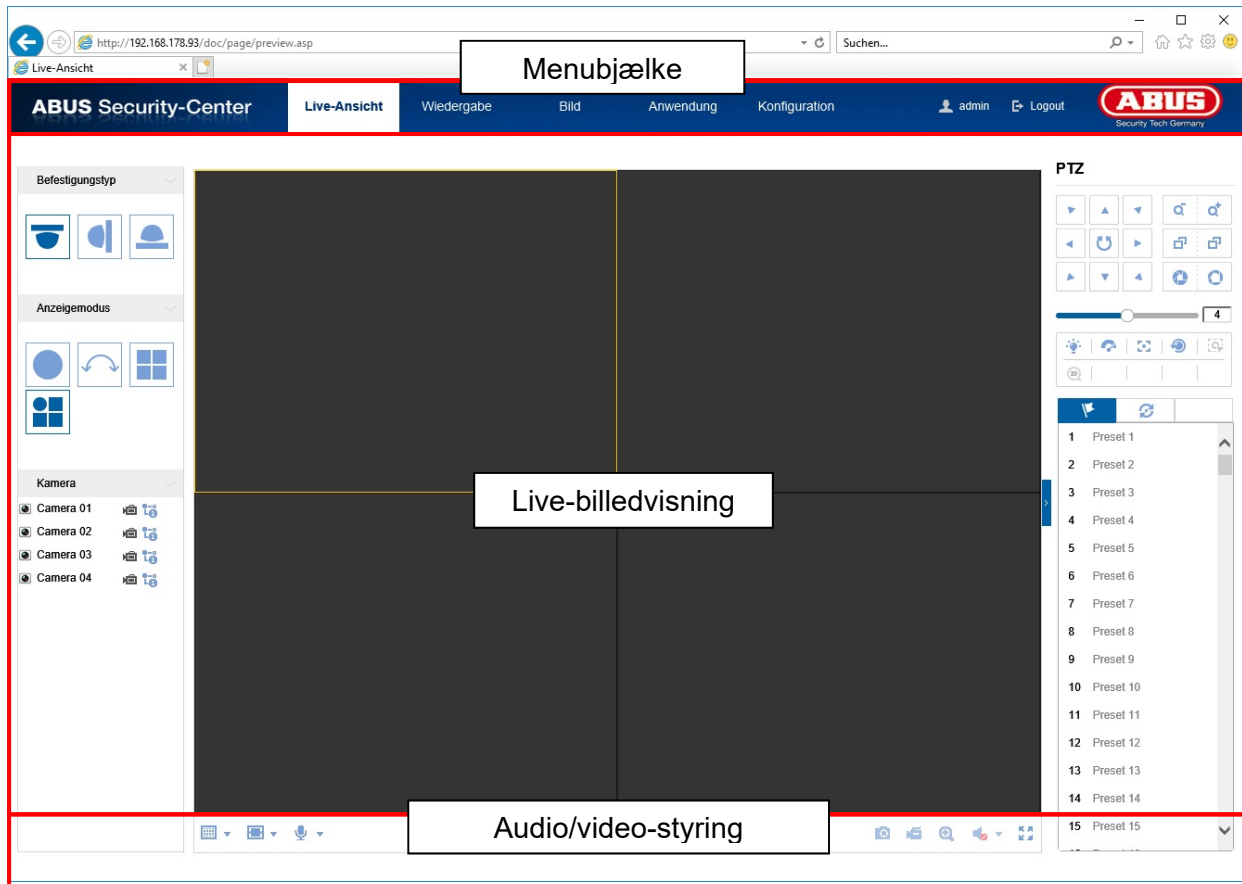 http://192.168.178.93/doc/page/preview.asp
Suchen...
Live-Ansicht
Menubjælke
ABUS Security-Center
Live-Ansicht
Wiedergabe
Bild
Anwendung
Konfiguration
admin
Logout
ABUS
Security Tech Germany
Befestigungstyp
Anzeigemodus
Kamera
Camera 01
Camera 02
Camera 03
Camera 04
Live-billedvisning
PTZ
4
3D
1 Preset 1
2 Preset 2
3 Preset 3
4 Preset 4
5 Preset 5
6 Preset 6
7 Preset 7
8 Preset 8
9 Preset 9
10 Preset 10
11 Preset 11
12 Preset 12
13 Preset 13
14 Preset 14
15 Preset 15
Audio/video-styring